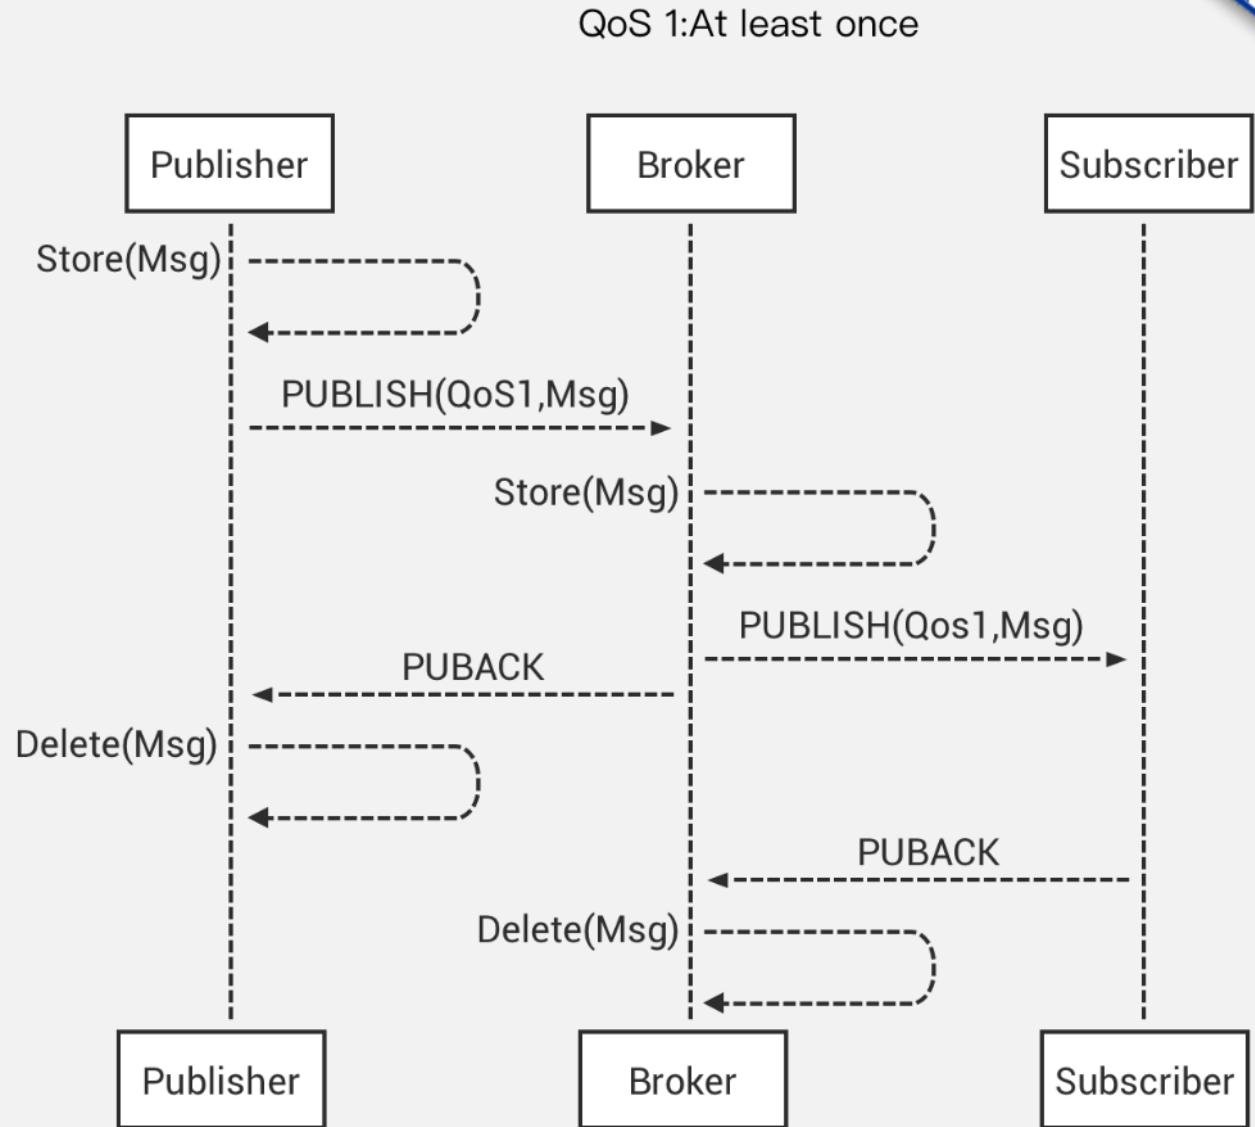 QoS 1:At least once
Publisher
Broker
Subscriber
Store(Msg)
PUBLISH(QoS1,Msg)
Store(Msg)
PUBLISH(Qos1,Msg)
PUBACK
Delete(Msg)
PUBACK
Delete(Msg)
Publisher
Broker
Subscriber